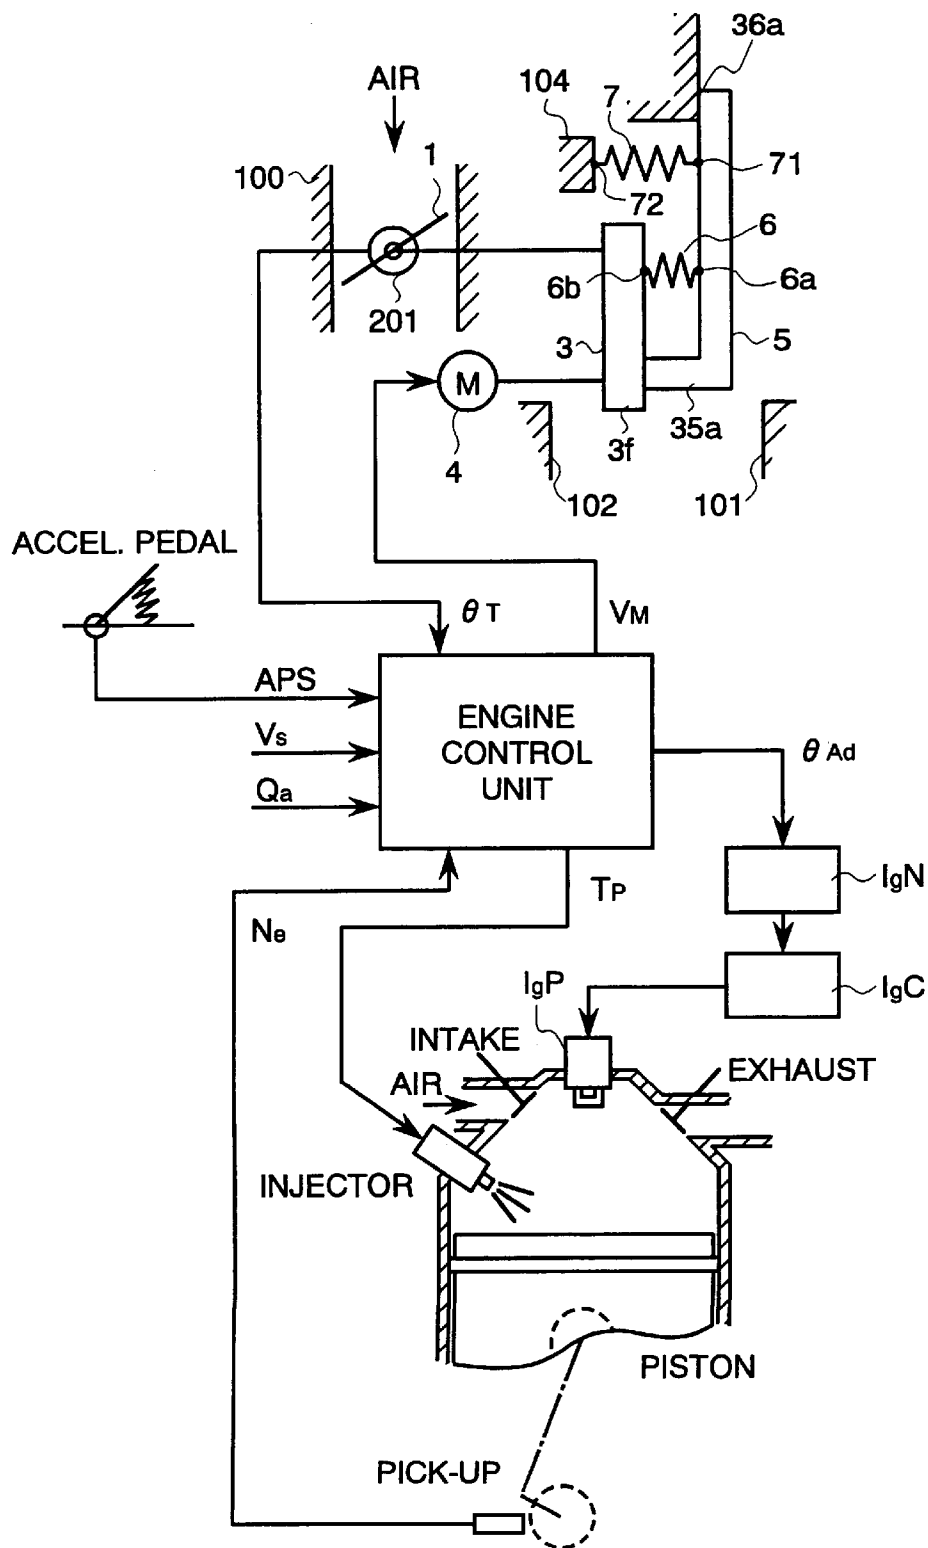 36a
104
7
AIR
1
100
71
72
6
6b
6a
201
3
5
M
4
35a
3f
102
101
ACCEL. PEDAL
θT
VM
APS
Vs
Qa
ENGINE
CONTROL
UNIT
θAd
IgN
TP
Ne
IgP
IgC
INTAKE
EXHAUST
AIR
INJECTOR
PISTON
PICK-UP